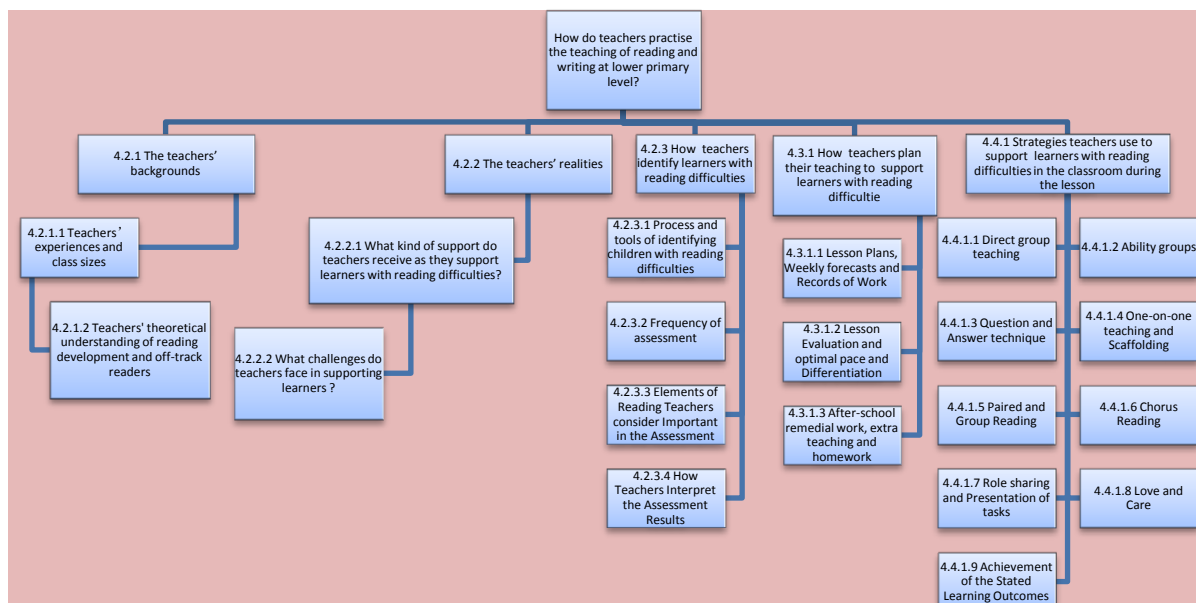 How do teachers practise
the teaching of reading and
writing at lower primary
level?
4.2.1 The teachers'
backgrounds
4.2.1.1 Teachers'
experiences and
class sizes
4.2.1.2 Teachers' theoretical
understanding of reading
development and off-track
readers
4.2.2 The teachers' realities
4.2.2.1 What kind of support do
teachers receive as they support
learners with reading difficulties?
4.2.2.2 What challenges do
teachers face in supporting
learners ?
4.2.3 How teachers
identify learners with
reading difficulties
4.2.3.1 Process and
tools of identifying
children with reading
difficulties
4.2.3.2 Frequency of
assessment
4.2.3.3 Elements of
Reading Teachers
consider Important
in the Assessment
4.2.3.4 How
Teachers Interpret
the Assessment
Results
4.3.1 How teachers plan
their teaching to support
learners with reading
difficultie
4.3.1.1 Lesson Plans,
Weekly forecasts and
Records of Work
4.3.1.2 Lesson
Evaluation and
optimal pace and
Differentiation
4.3.1.3 After-school
remedial work, extra
teaching and
homework
4.4.1 Strategies teachers use to
support learners with reading
difficulties in the classroom during
the lesson
4.4.1.1 Direct group
teaching
4.4.1.2 Ability groups
4.4.1.3 Question and
Answer technique
4.4.1.4 One-on-one
teaching and
Scaffolding
4.4.1.5 Paired and
Group Reading
4.4.1.6 Chorus
Reading
4.4.1.7 Role sharing
and Presentation of
tasks
4.4.1.8 Love and
Care
4.4.1.9 Achievement
of the Stated
Learning Outcomes